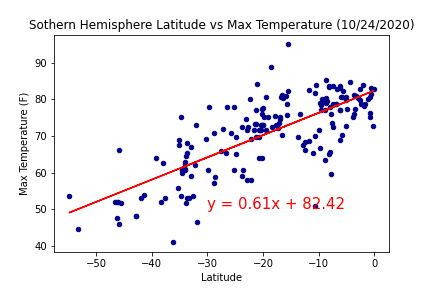 Sothern Hemisphere Latitude vs Max Temperature (10/24/2020)
Max Temperature (F)
90
80
70
60
50
40
y = 0.61x + 82.42
−50 −40 −30 −20 −10 0
Latitude